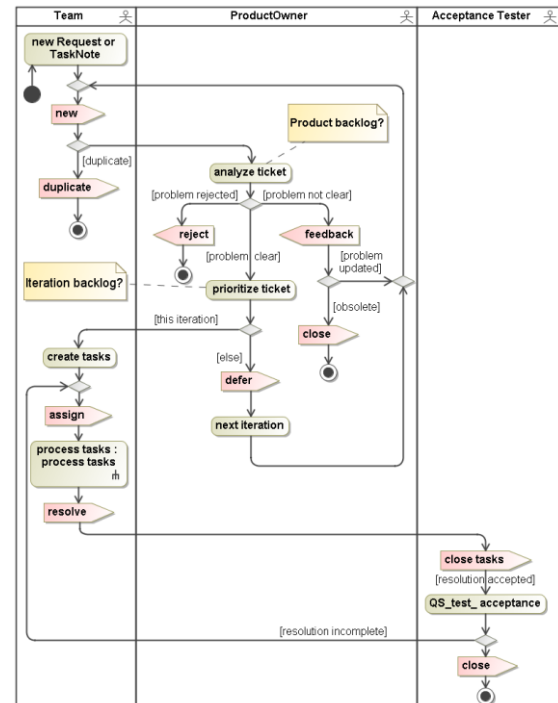 Team
ProductOwner
Acceptance Tester
new Request or
TaskNote
new
Product backlog?
[duplicate]
analyze ticket
duplicate
[problem rejected]
[problem not clear]
reject
feedback
[problem clear]
[problem
updated]
Iteration backlog?
prioritize ticket
[this iteration]
[obsolete]
close
create tasks
[else]
defer
assign
next iteration
process tasks :
process tasks
resolve
close tasks
[resolution accepted]
QS_test_ acceptance
[resolution incomplete]
close